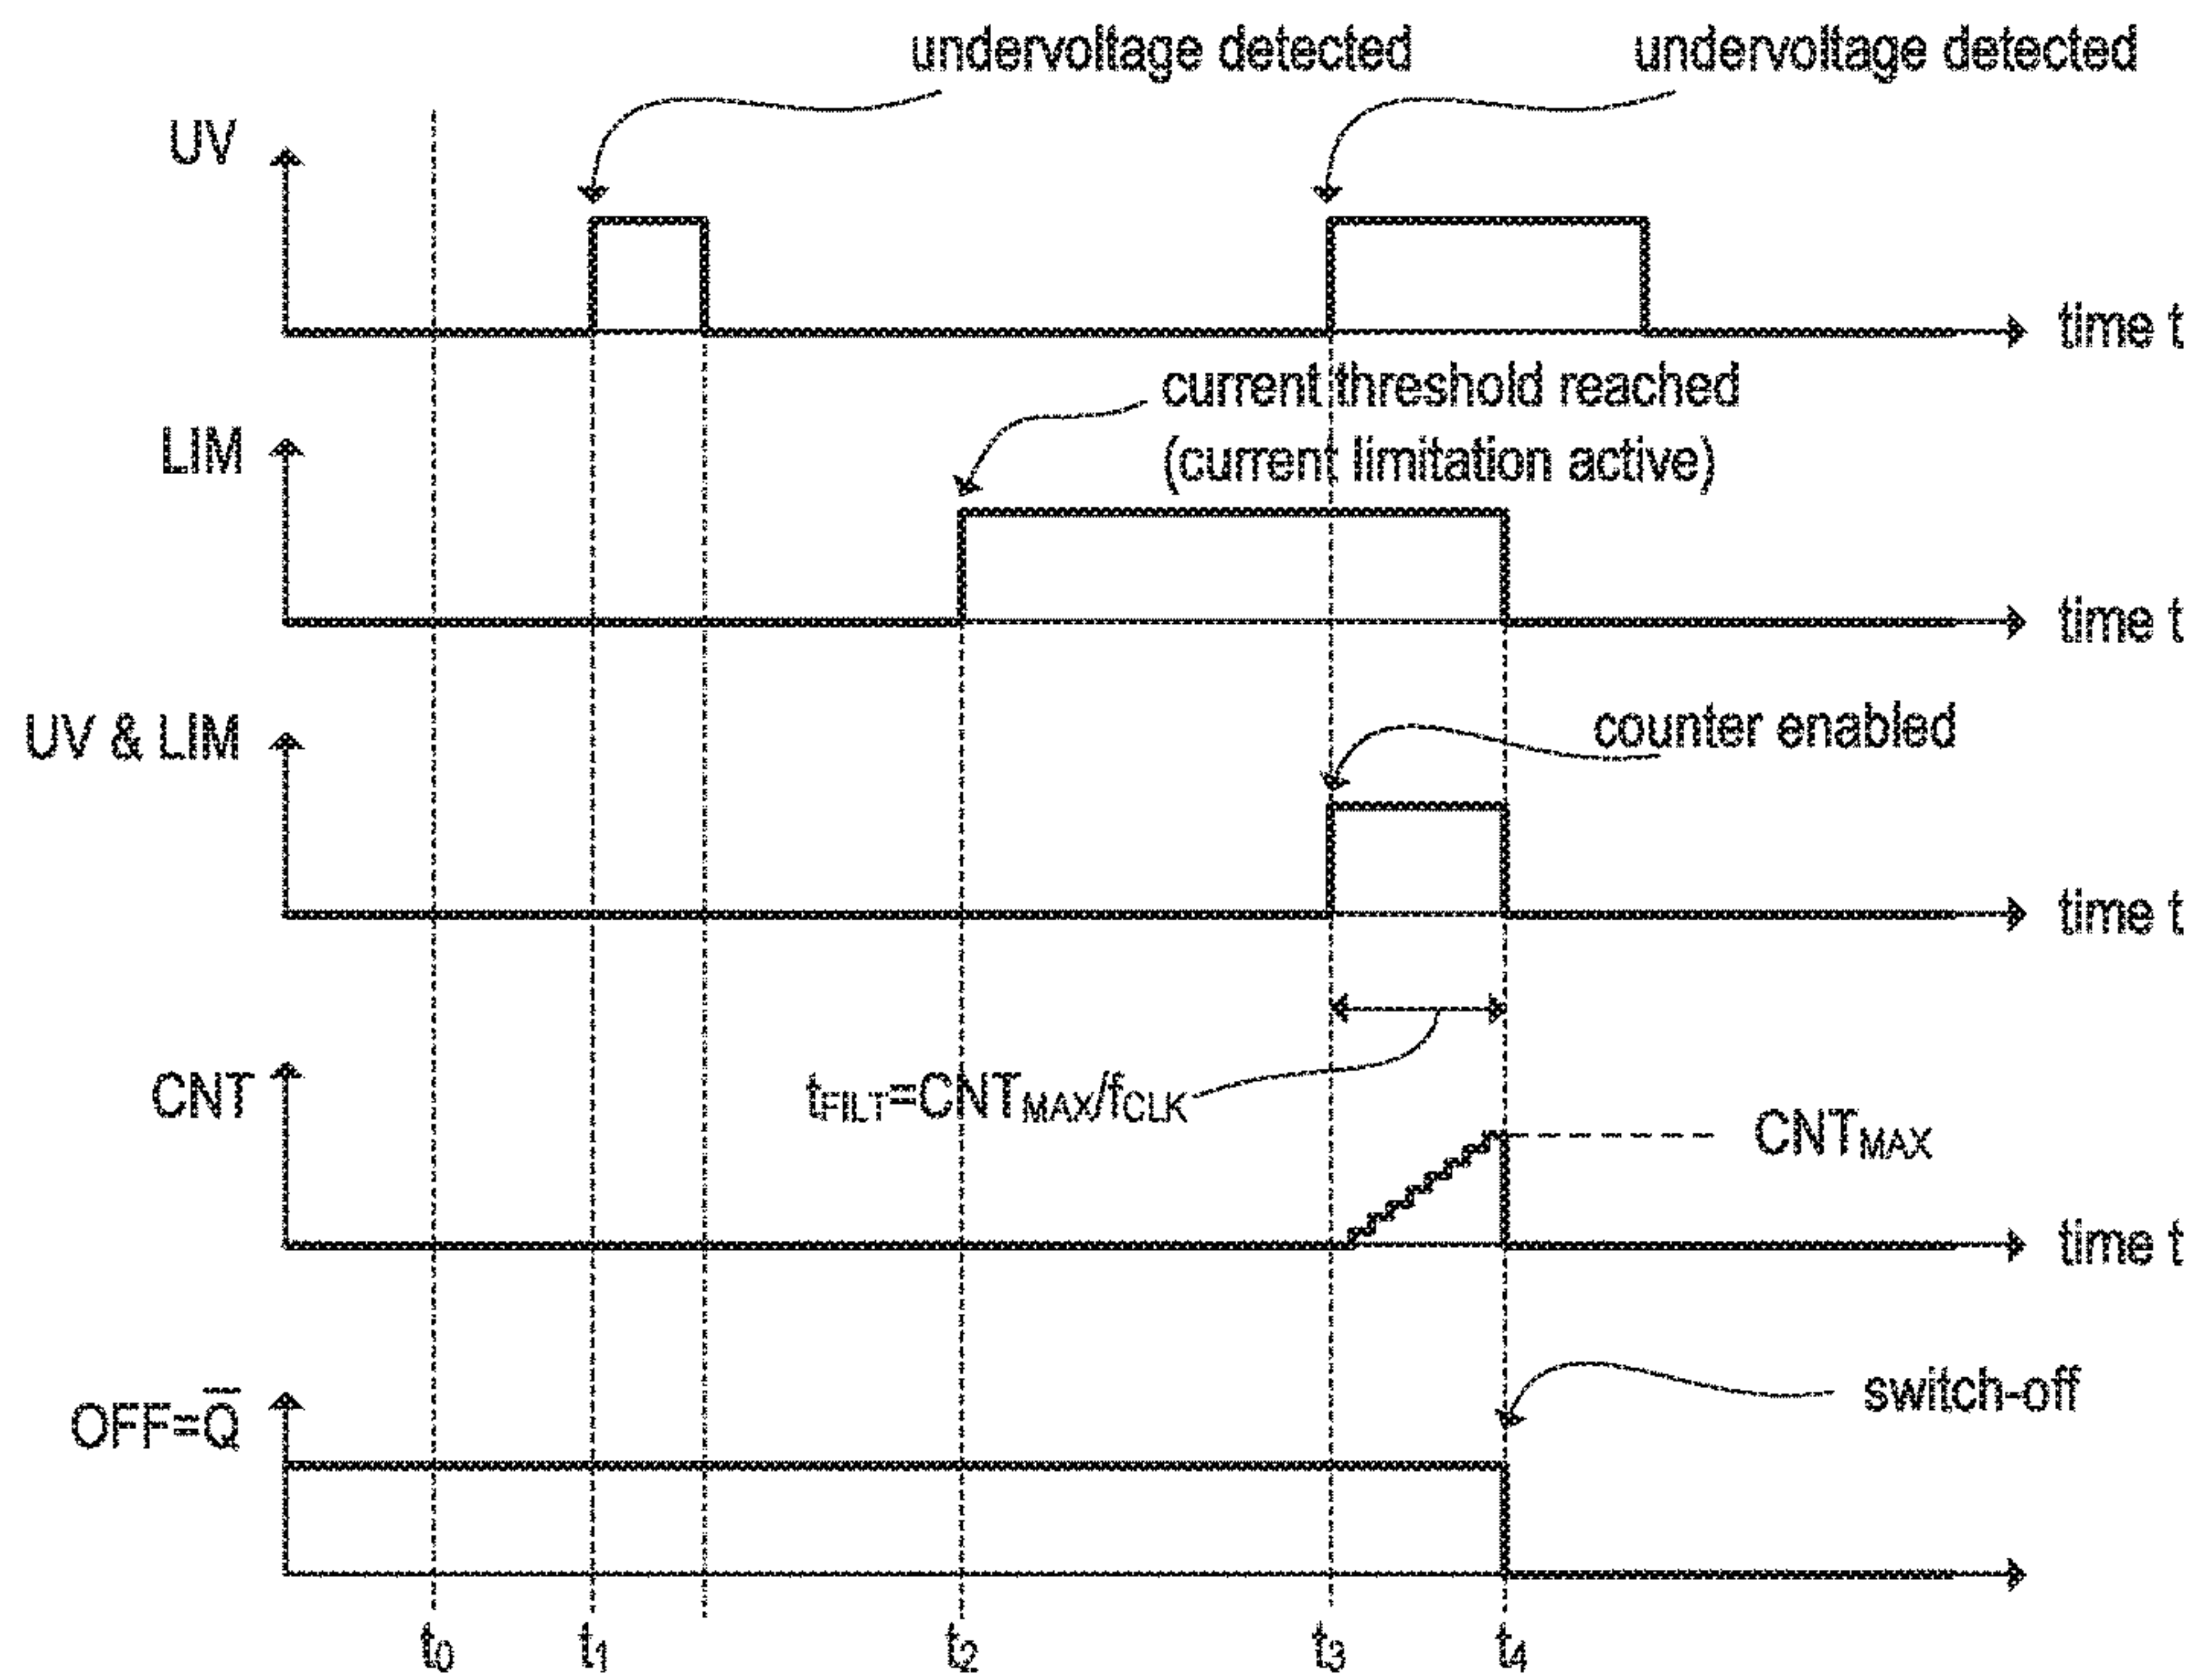 undervoltage detected
undervoltage detected
UV
time t
current threshold reached
(current limitation active)
LIM
time t
UV & LIM
counter enabled
time t
CNT
tFILT=CNTMAX/fCLK
CNTMAX
time t
OFF=Q̅
switch-off
t0
t1
t2
t3
t4